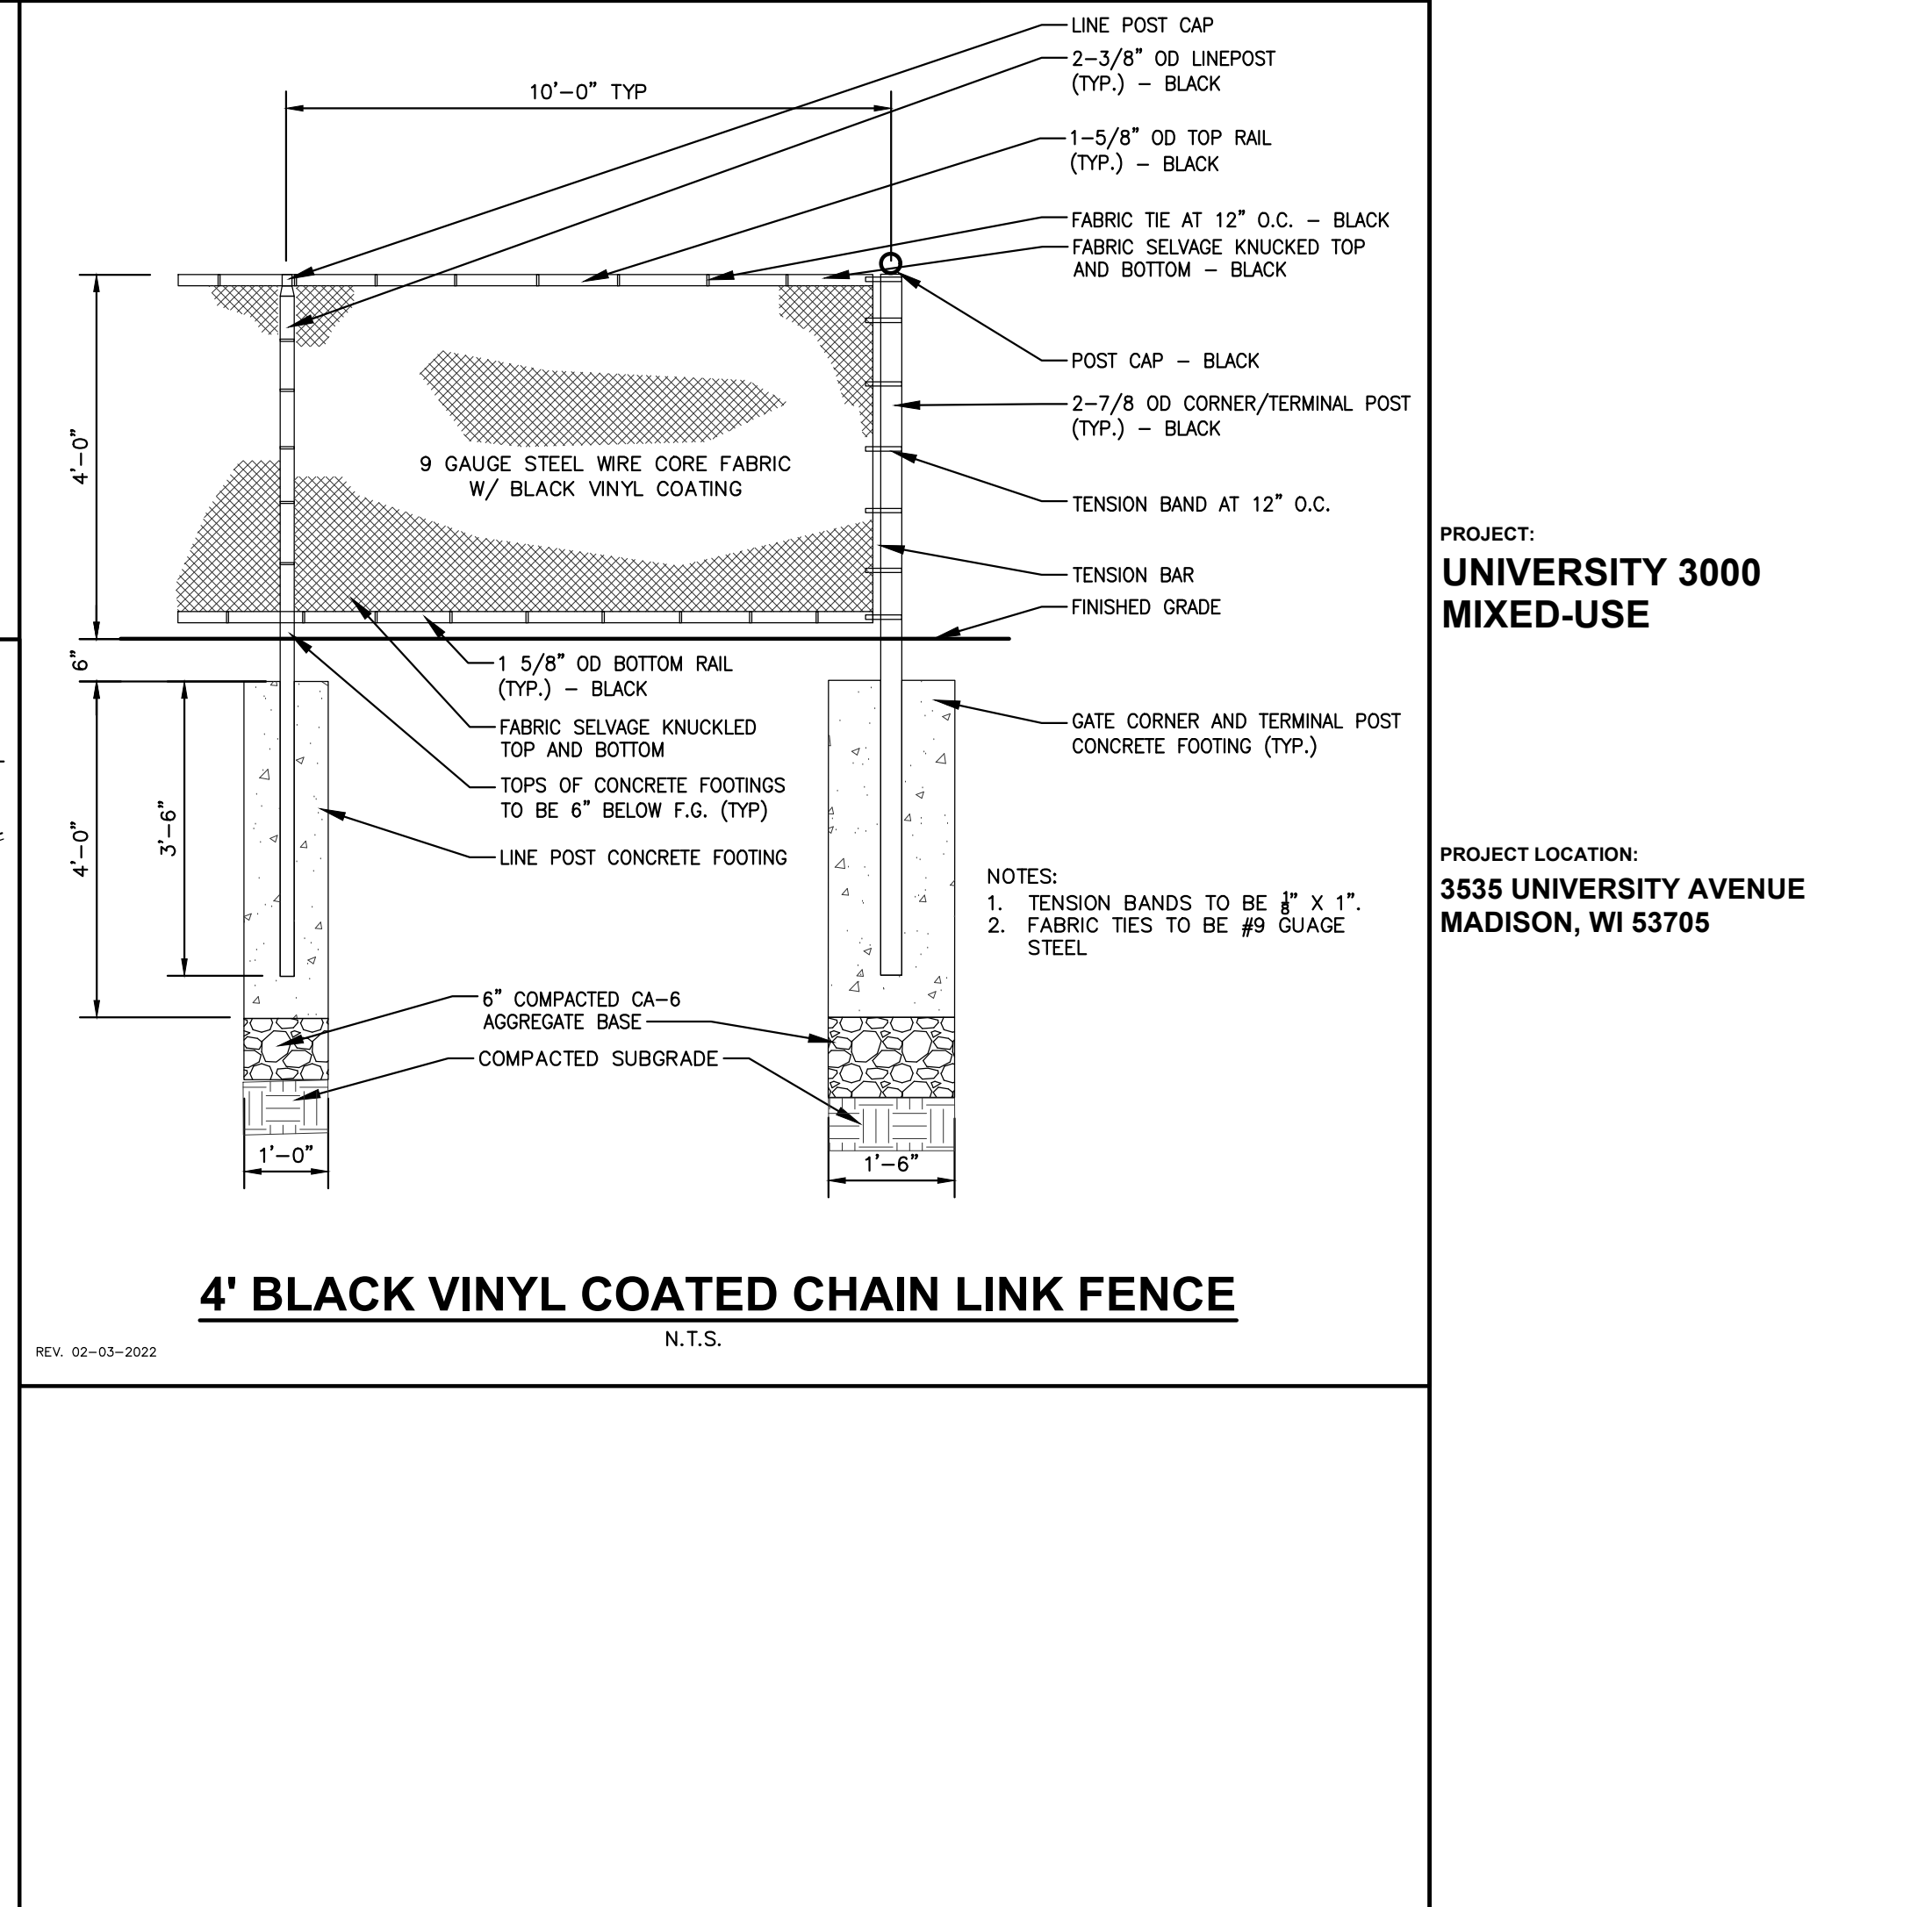 LINE POST CAP
2-3/8" OD LINEPOST
(TYP.) - BLACK
10'-0" TYP
1-5/8" OD TOP RAIL
(TYP.) - BLACK
FABRIC TIE AT 12" O.C. - BLACK
FABRIC SELVAGE KNUCKED TOP
AND BOTTOM - BLACK
POST CAP - BLACK
2-7/8 OD CORNER/TERMINAL POST
(TYP.) - BLACK
4'-0"
9 GAUGE STEEL WIRE CORE FABRIC
W/ BLACK VINYL COATING
TENSION BAND AT 12" O.C.
TENSION BAR
FINISHED GRADE
6"
1 5/8" OD BOTTOM RAIL
(TYP.) - BLACK
FABRIC SELVAGE KNUCKLED
TOP AND BOTTOM
TOPS OF CONCRETE FOOTINGS
TO BE 6" BELOW F.G. (TYP)
LINE POST CONCRETE FOOTING
GATE CORNER AND TERMINAL POST
CONCRETE FOOTING (TYP.)
4'-0"
3'-6"
NOTES:
1. TENSION BANDS TO BE 1/8" X 1".
2. FABRIC TIES TO BE #9 GUAGE
STEEL
6" COMPACTED CA-6
AGGREGATE BASE
COMPACTED SUBGRADE
1'-0"
1'-6"
4' BLACK VINYL COATED CHAIN LINK FENCE
N.T.S.
REV. 02-03-2022
PROJECT:
UNIVERSITY 3000
MIXED-USE
PROJECT LOCATION:
3535 UNIVERSITY AVENUE
MADISON, WI 53705